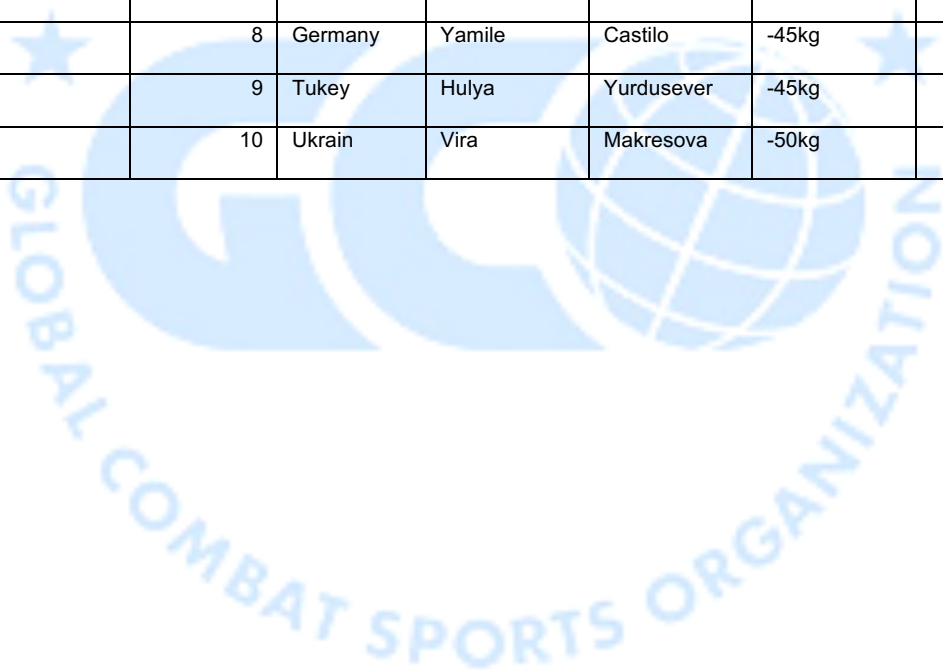 8 Germany Yamile Castilo -45kg
9 Tukey Hulya Yurdusever -45kg
10 Ukrain Vira Makresova -50kg
GCO
GLOBAL COMBAT SPORTS ORGANIZATION